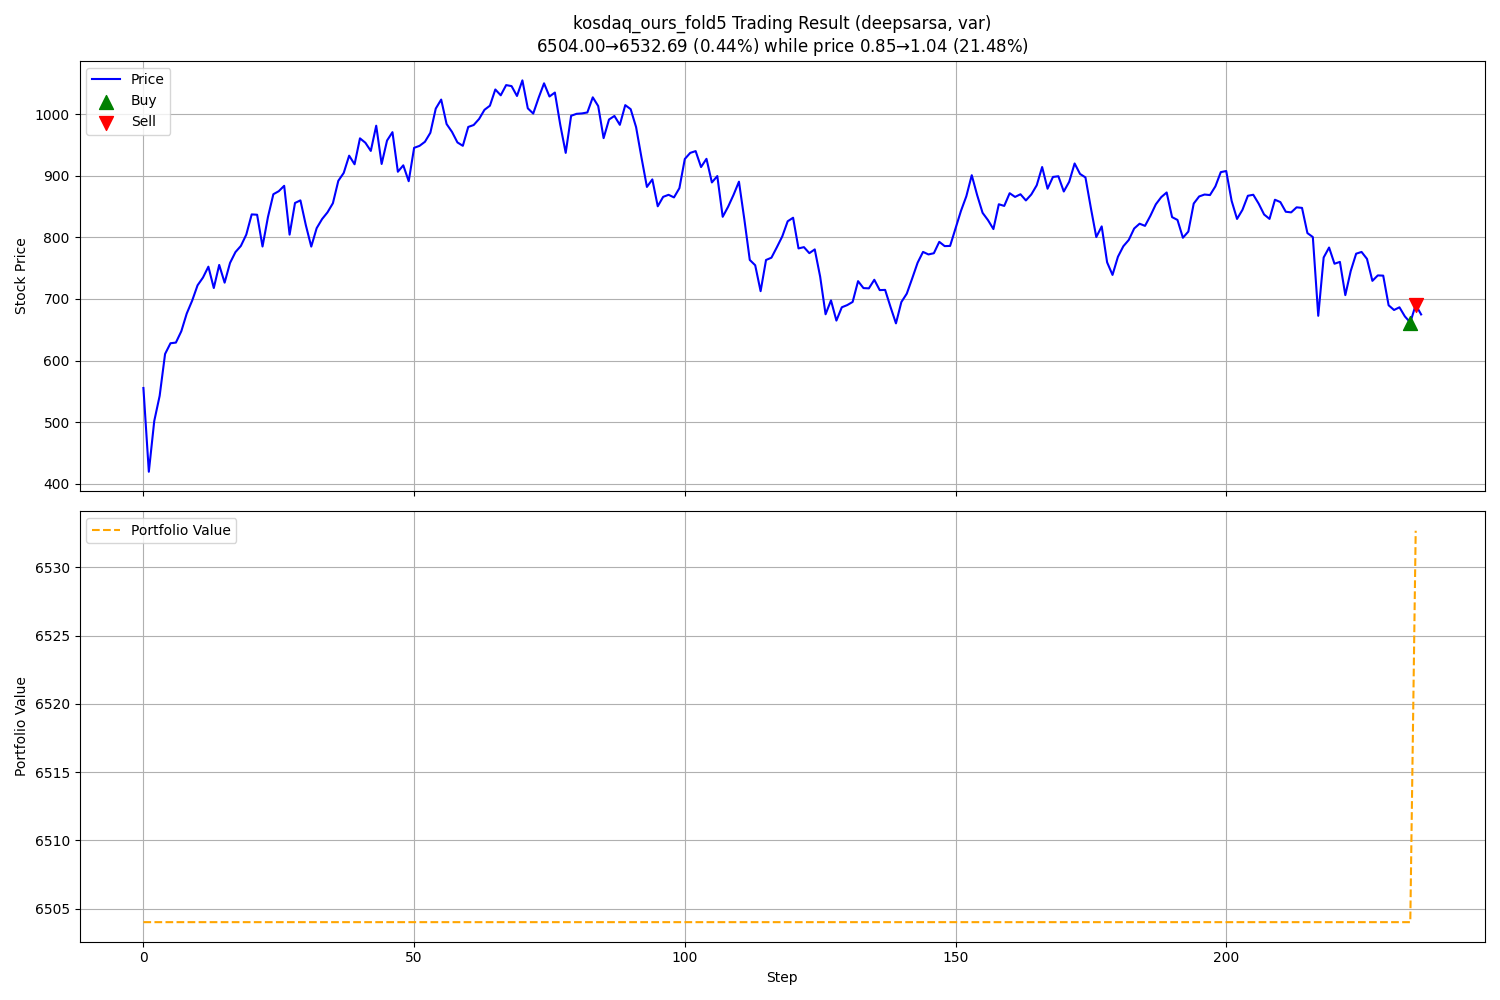 kosdaq_ours_fold5 Trading Result (deepsarsa, var)
6504.00→6532.69 (0.44%) while price 0.85→1.04 (21.48%)
Price
Buy
Sell
Stock Price
1000
900
800
700
600
500
400
Portfolio Value
Portfolio Value
6530
6525
6520
6515
6510
6505
0 50 100 150 200
Step